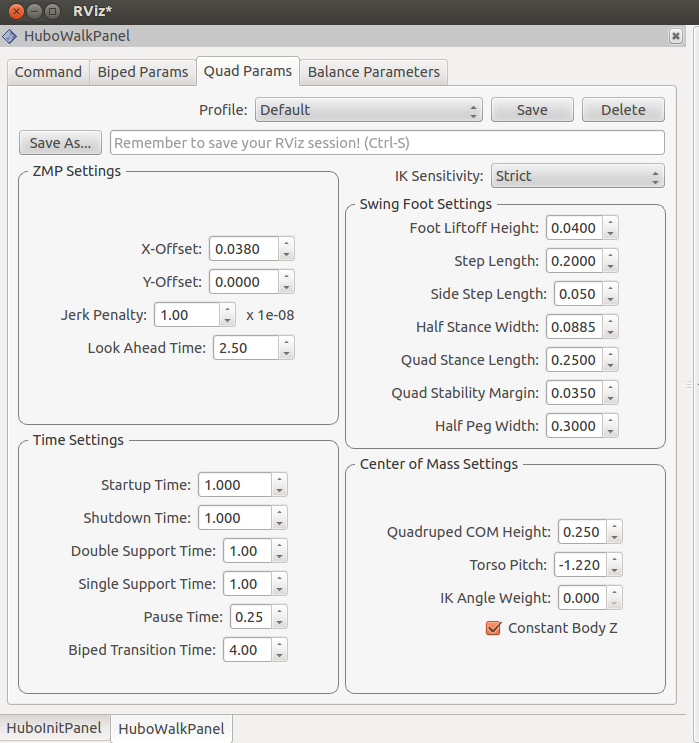 RViz*
HuboWalkPanel
Command Biped Params Quad Params Balance Parameters
Profile: Default Save Delete
Save As... Remember to save your RViz session! (Ctrl-S)
ZMP Settings
X-Offset: 0.0380
Y-Offset: 0.0000
Jerk Penalty: 1.00 x 1e-08
Look Ahead Time: 2.50
IK Sensitivity: Strict
Swing Foot Settings
Foot Liftoff Height: 0.0400
Step Length: 0.2000
Side Step Length: 0.050
Half Stance Width: 0.0885
Quad Stance Length: 0.2500
Quad Stability Margin: 0.0350
Half Peg Width: 0.3000
Time Settings
Startup Time: 1.000
Shutdown Time: 1.000
Double Support Time: 1.00
Single Support Time: 1.00
Pause Time: 0.25
Biped Transition Time: 4.00
Center of Mass Settings
Quadruped COM Height: 0.250
Torso Pitch: -1.220
IK Angle Weight: 0.000
Constant Body Z
HuboInitPanel HuboWalkPanel